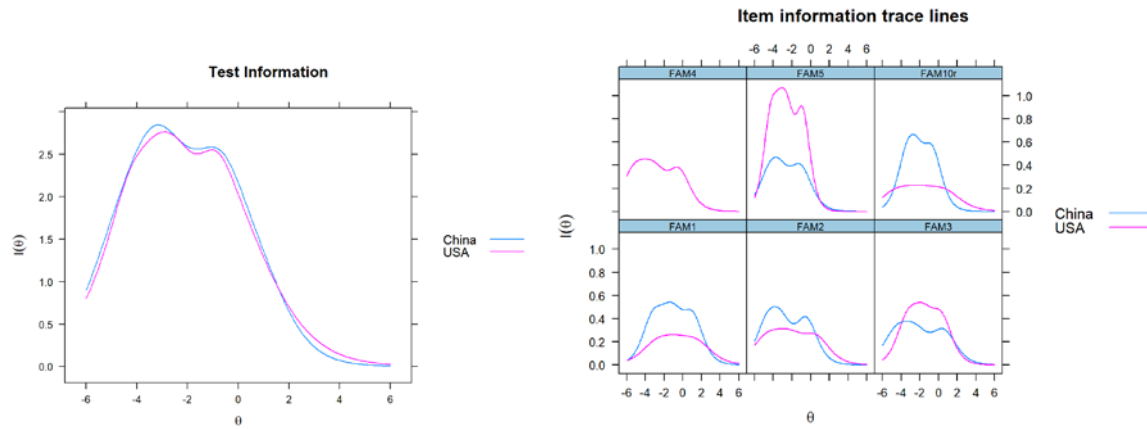 Test Information
I(θ)
2.5
2.0
1.5
1.0
0.5
0.0
-6 -4 -2 0 2 4 6
θ
China
USA
Item information trace lines
-6 -4 -2 0 2 4 6
FAM4 FAM5 FAM10r
1.0
0.8
0.6
0.4
0.2
0.0
FAM1 FAM2 FAM3
I(θ)
1.0
0.8
0.6
0.4
0.2
0.0
-6 -4 -2 0 2 4 6 -6 -4 -2 0 2 4 6
θ
China
USA